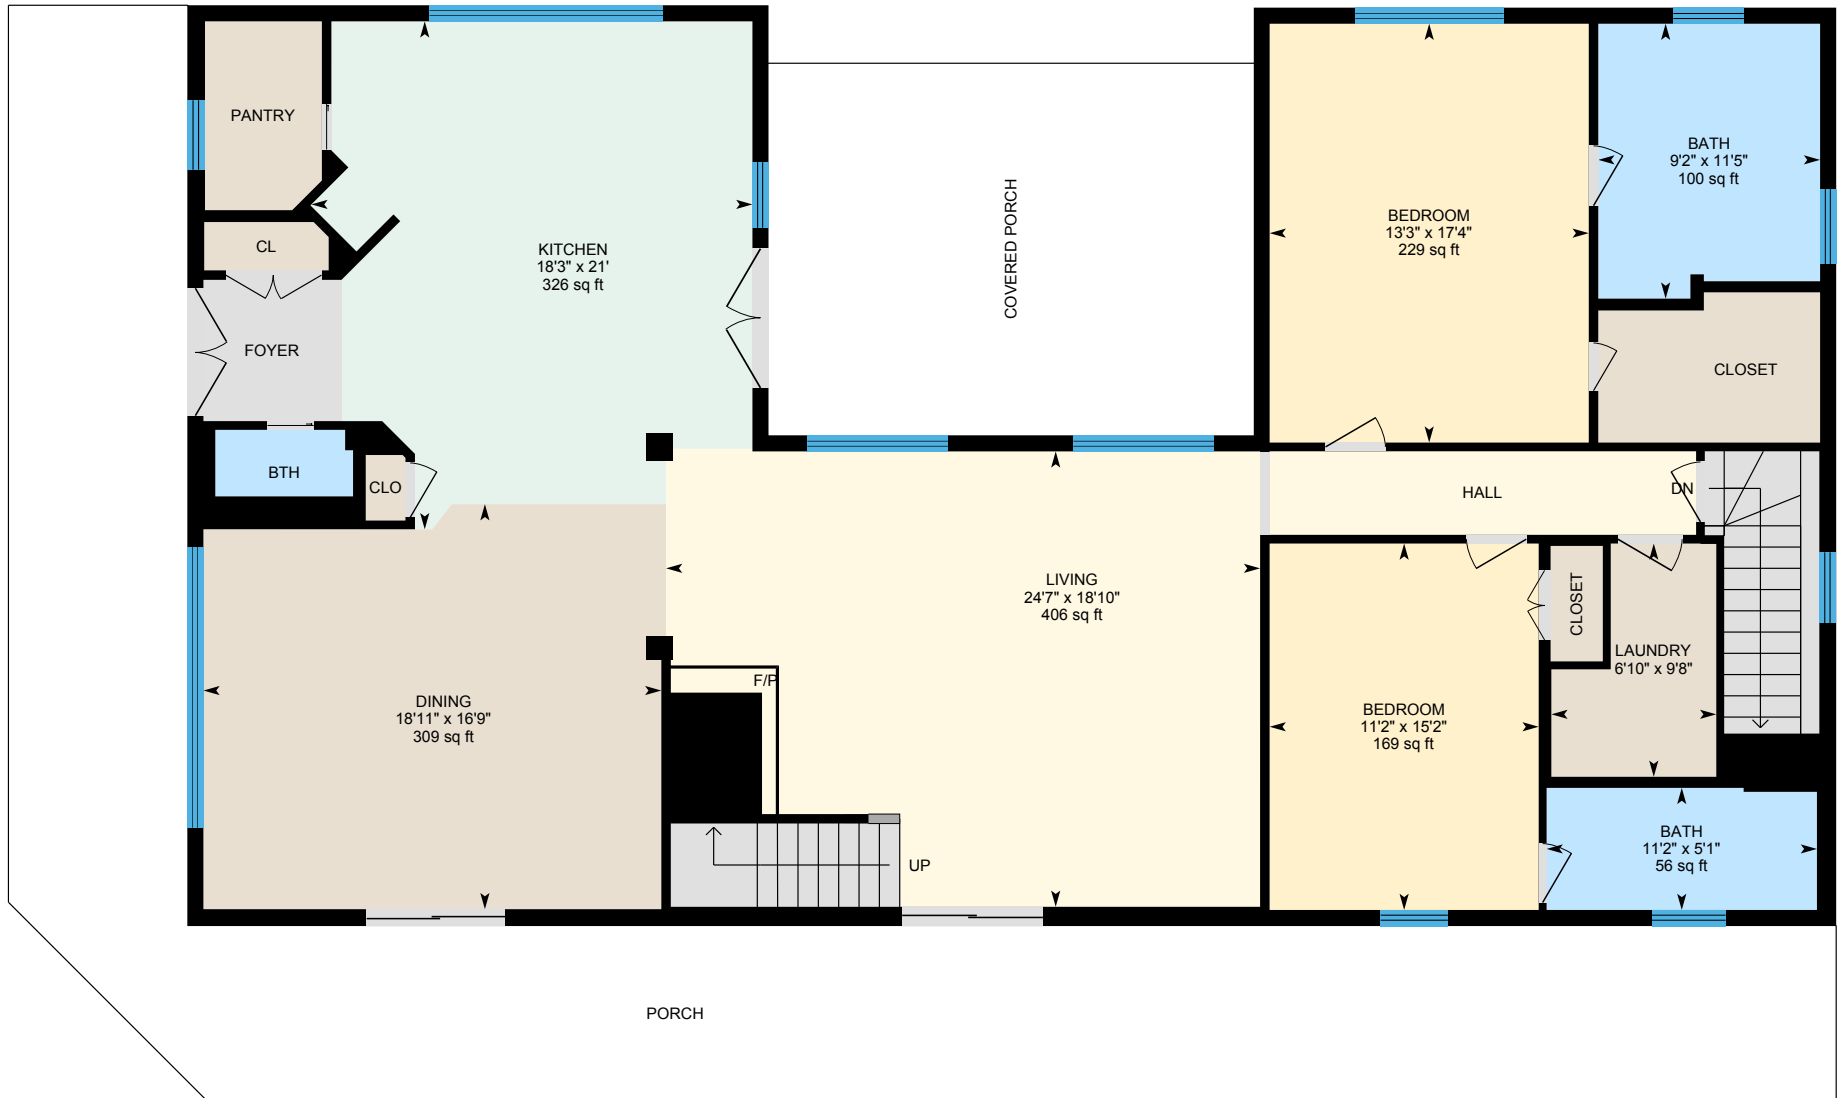 PANTRY
CL
FOYER
BTH
CLO
KITCHEN
18'3" x 21'
326 sq ft
COVERED PORCH
BEDROOM
13'3" x 17'4"
229 sq ft
BATH
9'2" x 11'5"
100 sq ft
CLOSET
HALL
DN
LIVING
24'7" x 18'10"
406 sq ft
DINING
18'11" x 16'9"
309 sq ft
F/P
UP
BEDROOM
11'2" x 15'2"
169 sq ft
CLOSET
LAUNDRY
6'10" x 9'8"
BATH
11'2" x 5'1"
56 sq ft
PORCH